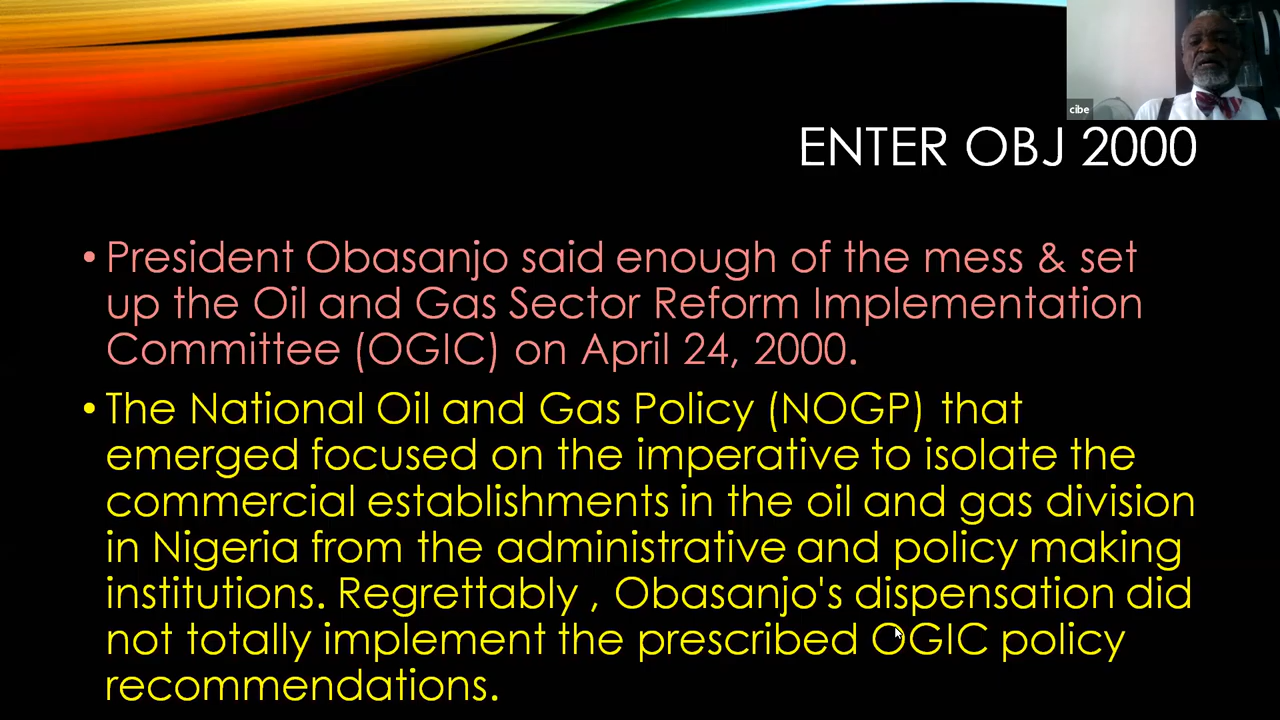 cibe
ENTER OBJ 2000
• President Obasanjo said enough of the mess & set
up the Oil and Gas Sector Reform Implementation
Committee (OGIC) on April 24, 2000.
• The National Oil and Gas Policy (NOGP) that
emerged focused on the imperative to isolate the
commercial establishments in the oil and gas division
in Nigeria from the administrative and policy making
institutions. Regrettably , Obasanjo's dispensation did
not totally implement the prescribed OGIC policy
recommendations.